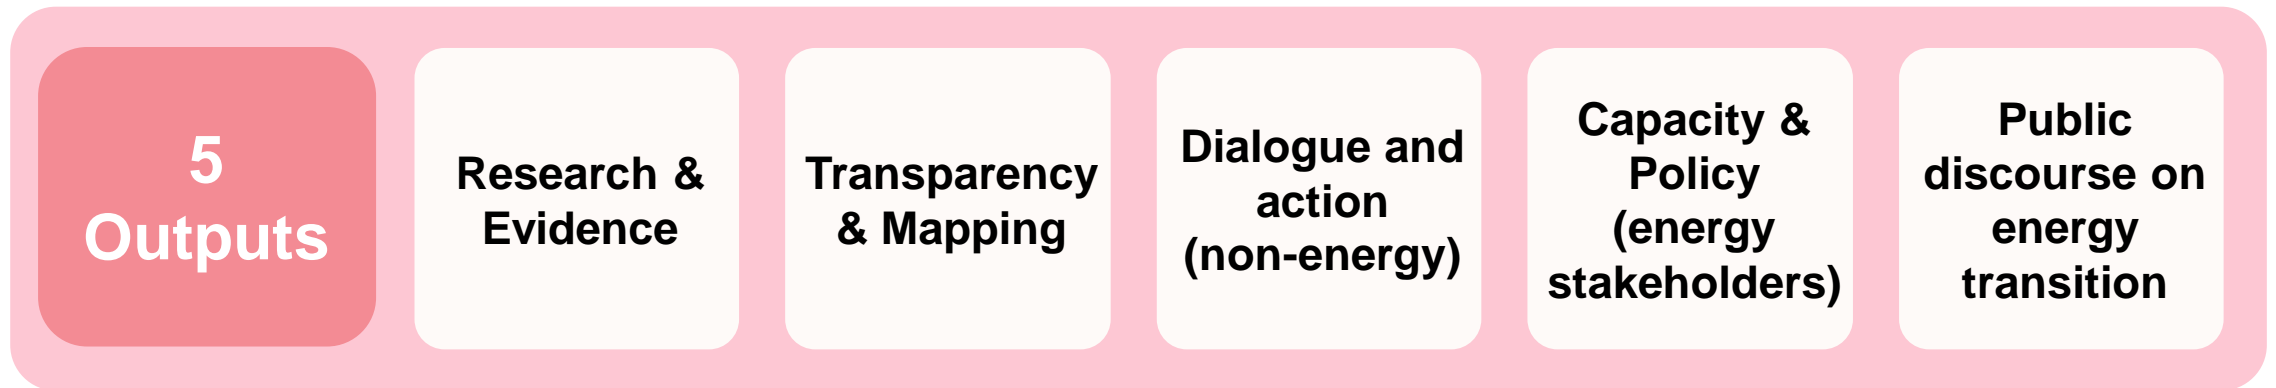 5
Outputs
Research &
Evidence
Transparency
& Mapping
Dialogue and
action
(non-energy)
Capacity &
Policy
(energy
stakeholders)
Public
discourse on
energy
transition